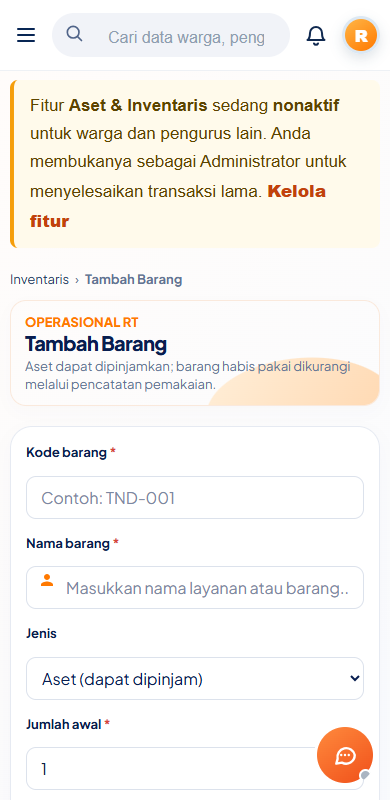 Cari data warga, peng
R
Fitur Aset & Inventaris sedang nonaktif
untuk warga dan pengurus lain. Anda
membukanya sebagai Administrator untuk
menyelesaikan transaksi lama. Kelola
fitur
Inventaris › Tambah Barang
OPERASIONAL RT
Tambah Barang
Aset dapat dipinjamkan; barang habis pakai dikurangi
melalui pencatatan pemakaian.
Kode barang *
Contoh: TND-001
Nama barang *
Masukkan nama layanan atau barang..
Jenis
Aset (dapat dipinjam)
Jumlah awal *
1